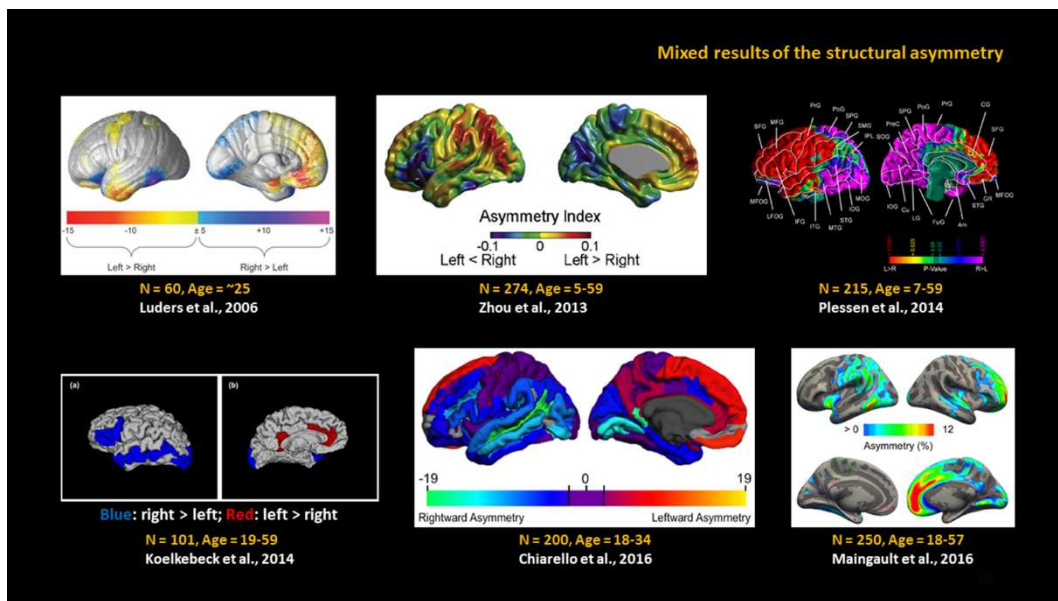 Mixed results of the structural asymmetry
-15 -10 ±5 +10 +15
Left > Right Right > Left
N = 60, Age = ~25
Luders et al., 2006
Asymmetry Index
-0.1 0 0.1
Left < Right Left > Right
N = 274, Age = 5-59
Zhou et al., 2013
PrG PoG SPG SMG IPL
MFG
SFG
MFOG LFOG IFG ITG MTG STG IOG MOG
SPG PoG PrG CG
PreC SFG
SOG
IOG Cu LG FuG Am STG GR MFOG
L>R P-Value R>L
N = 215, Age = 7-59
Plessen et al., 2014
(a) (b)
Blue: right > left; Red: left > right
N = 101, Age = 19-59
Koelkebeck et al., 2014
-19 0 19
Rightward Asymmetry Leftward Asymmetry
N = 200, Age = 18-34
Chiarello et al., 2016
> 0 12
Asymmetry (%)
N = 250, Age = 18-57
Maingault et al., 2016